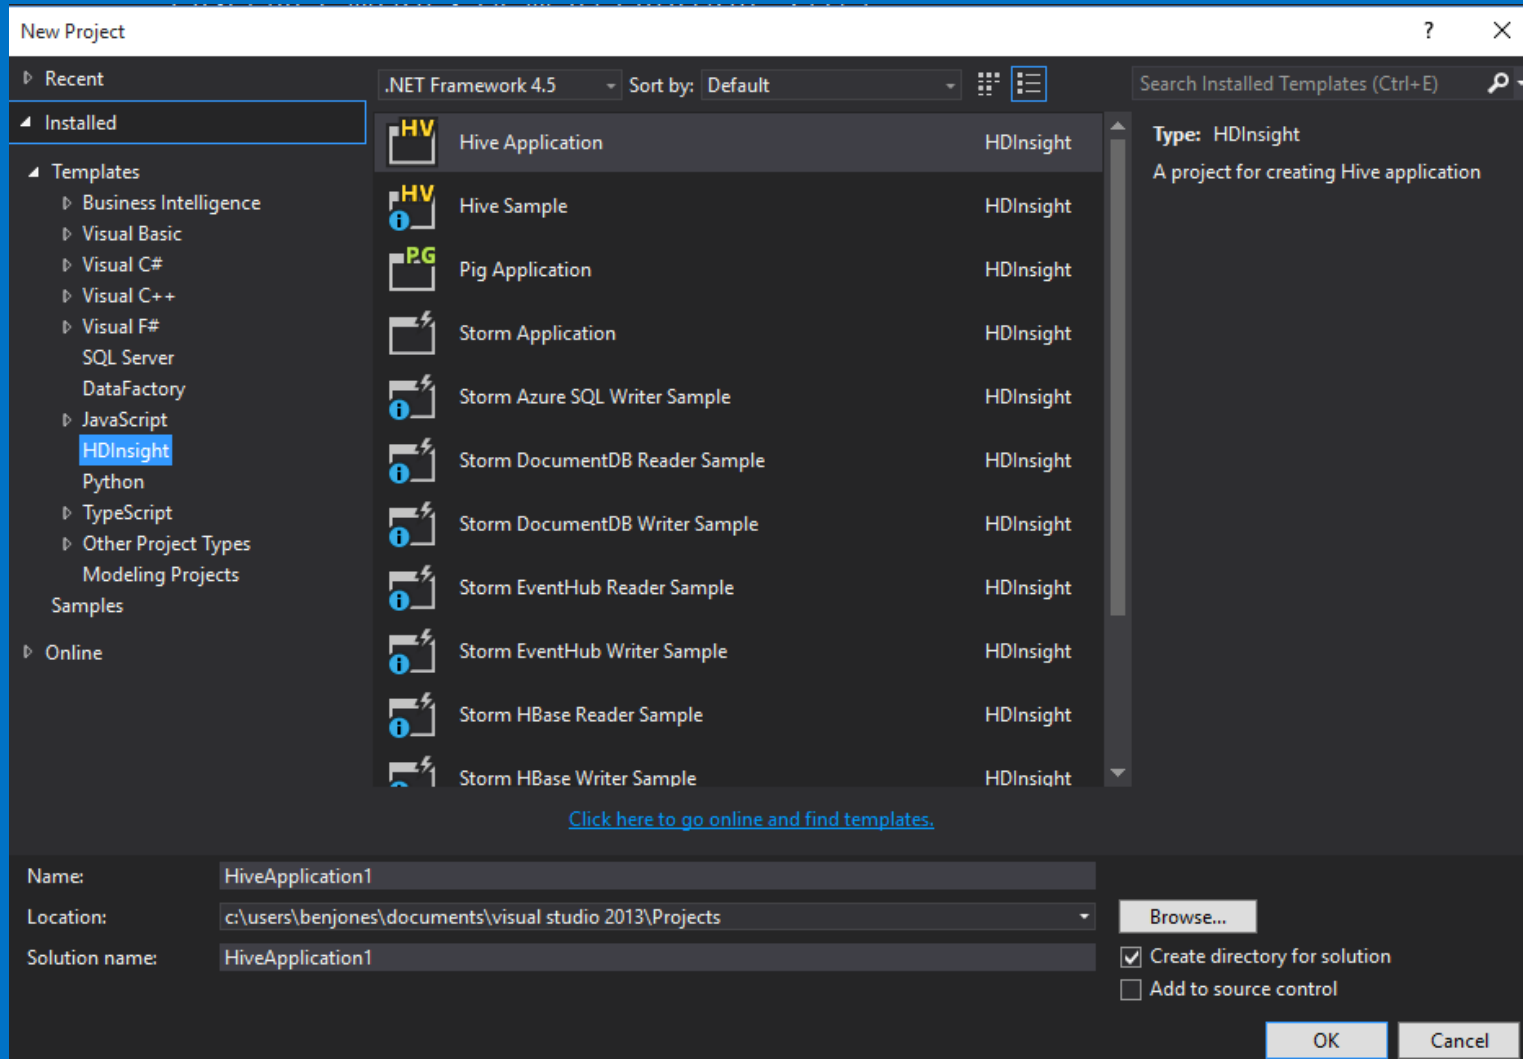 New Project
?
Recent
.NET Framework 4.5
Sort by: Default
Search Installed Templates (Ctrl+E)
Installed
Templates
Business Intelligence
Visual Basic
Visual C#
Visual C++
Visual F#
SQL Server
DataFactory
JavaScript
HDInsight
Python
TypeScript
Other Project Types
Modeling Projects
Samples
Online
HV Hive Application HDInsight
HV Hive Sample HDInsight
PG Pig Application HDInsight
Storm Application HDInsight
Storm Azure SQL Writer Sample HDInsight
Storm DocumentDB Reader Sample HDInsight
Storm DocumentDB Writer Sample HDInsight
Storm EventHub Reader Sample HDInsight
Storm EventHub Writer Sample HDInsight
Storm HBase Reader Sample HDInsight
Storm HBase Writer Sample HDInsight
Type: HDInsight
A project for creating Hive application
Click here to go online and find templates.
Name: HiveApplication1
Location: c:\users\benjones\documents\visual studio 2013\Projects
Browse...
Solution name: HiveApplication1
Create directory for solution
Add to source control
OK
Cancel